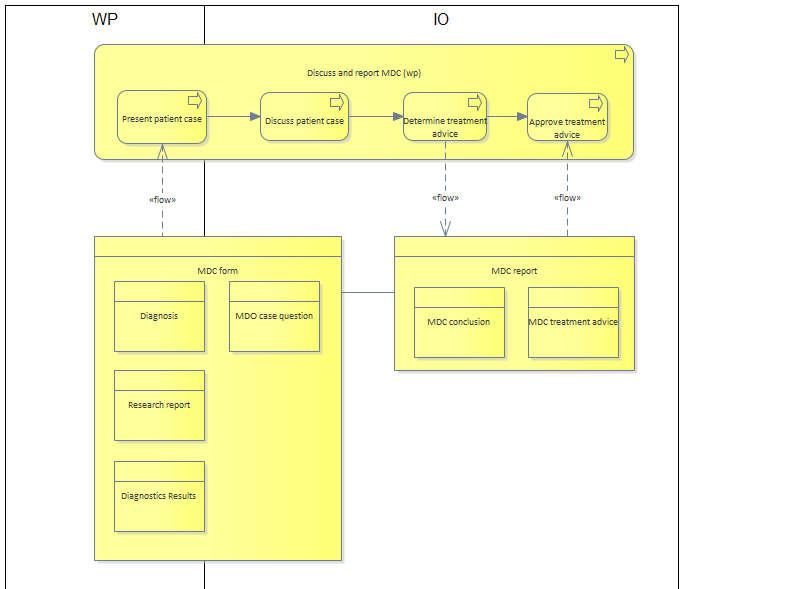 WP
IO
Discuss and report MDC (wp)
Present patient case
Discuss patient case
Determine treatment
advice
Approve treatment
advice
«flow»
«flow»
«flow»
MDC form
MDC report
Diagnosis
MDO case question
MDC conclusion
MDC treatment advice
Research report
Diagnostics Results